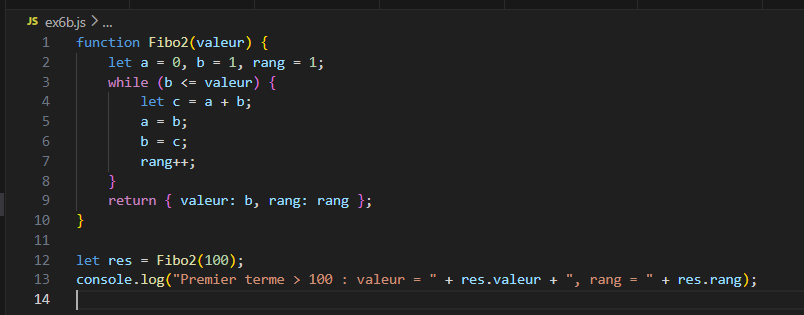 JS ex6b.js > ...
1 function Fibo2(valeur) {
2     let a = 0, b = 1, rang = 1;
3     while (b <= valeur) {
4         let c = a + b;
5         a = b;
6         b = c;
7         rang++;
8     }
9     return { valeur: b, rang: rang };
10 }
11
12 let res = Fibo2(100);
13 console.log("Premier terme > 100 : valeur = " + res.valeur + ", rang = " + res.rang);
14